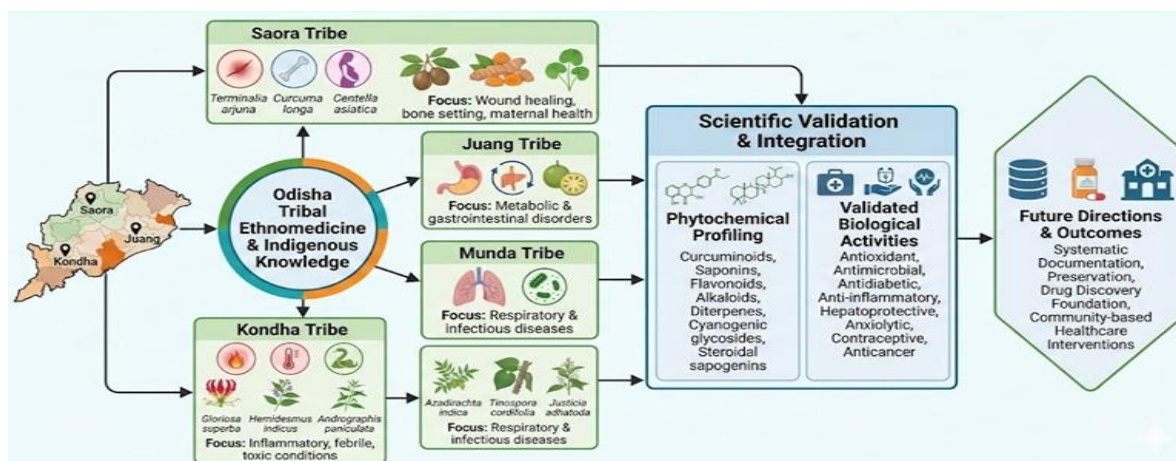 Saora Tribe
Terminalia
arjuna
Curcuma
longa
Centella
asiatica
Focus: Wound healing,
bone setting, maternal health
Saora
Juang
Kondha
Odisha
Tribal
Ethnomedicine
& Indigenous
Knowledge
Juang Tribe
Focus: Metabolic &
gastrointestinal disorders
Munda Tribe
Focus: Respiratory &
infectious diseases
Kondha Tribe
Gloriosa
superba
Hemidesmus
indicus
Andrographis
paniculata
Focus: Inflammatory, febrile,
toxic conditions
Azadirachta
indica
Tinospora
cordifolia
Justicia
adhatoda
Focus: Respiratory &
infectious diseases
Scientific Validation
& Integration
Phytochemical
Profiling
Curcuminoids,
Saponins,
Flavonoids,
Alkaloids,
Diterpenes,
Cyanogenic
glycosides,
Steroidal
sapogenins
Validated
Biological
Activities
Antioxidant,
Antimicrobial,
Antidiabetic,
Anti-inflammatory,
Hepatoprotective,
Anxiolytic,
Contraceptive,
Anticancer
Future Directions
& Outcomes
Systematic
Documentation,
Preservation,
Drug Discovery
Foundation,
Community-based
Healthcare
Interventions